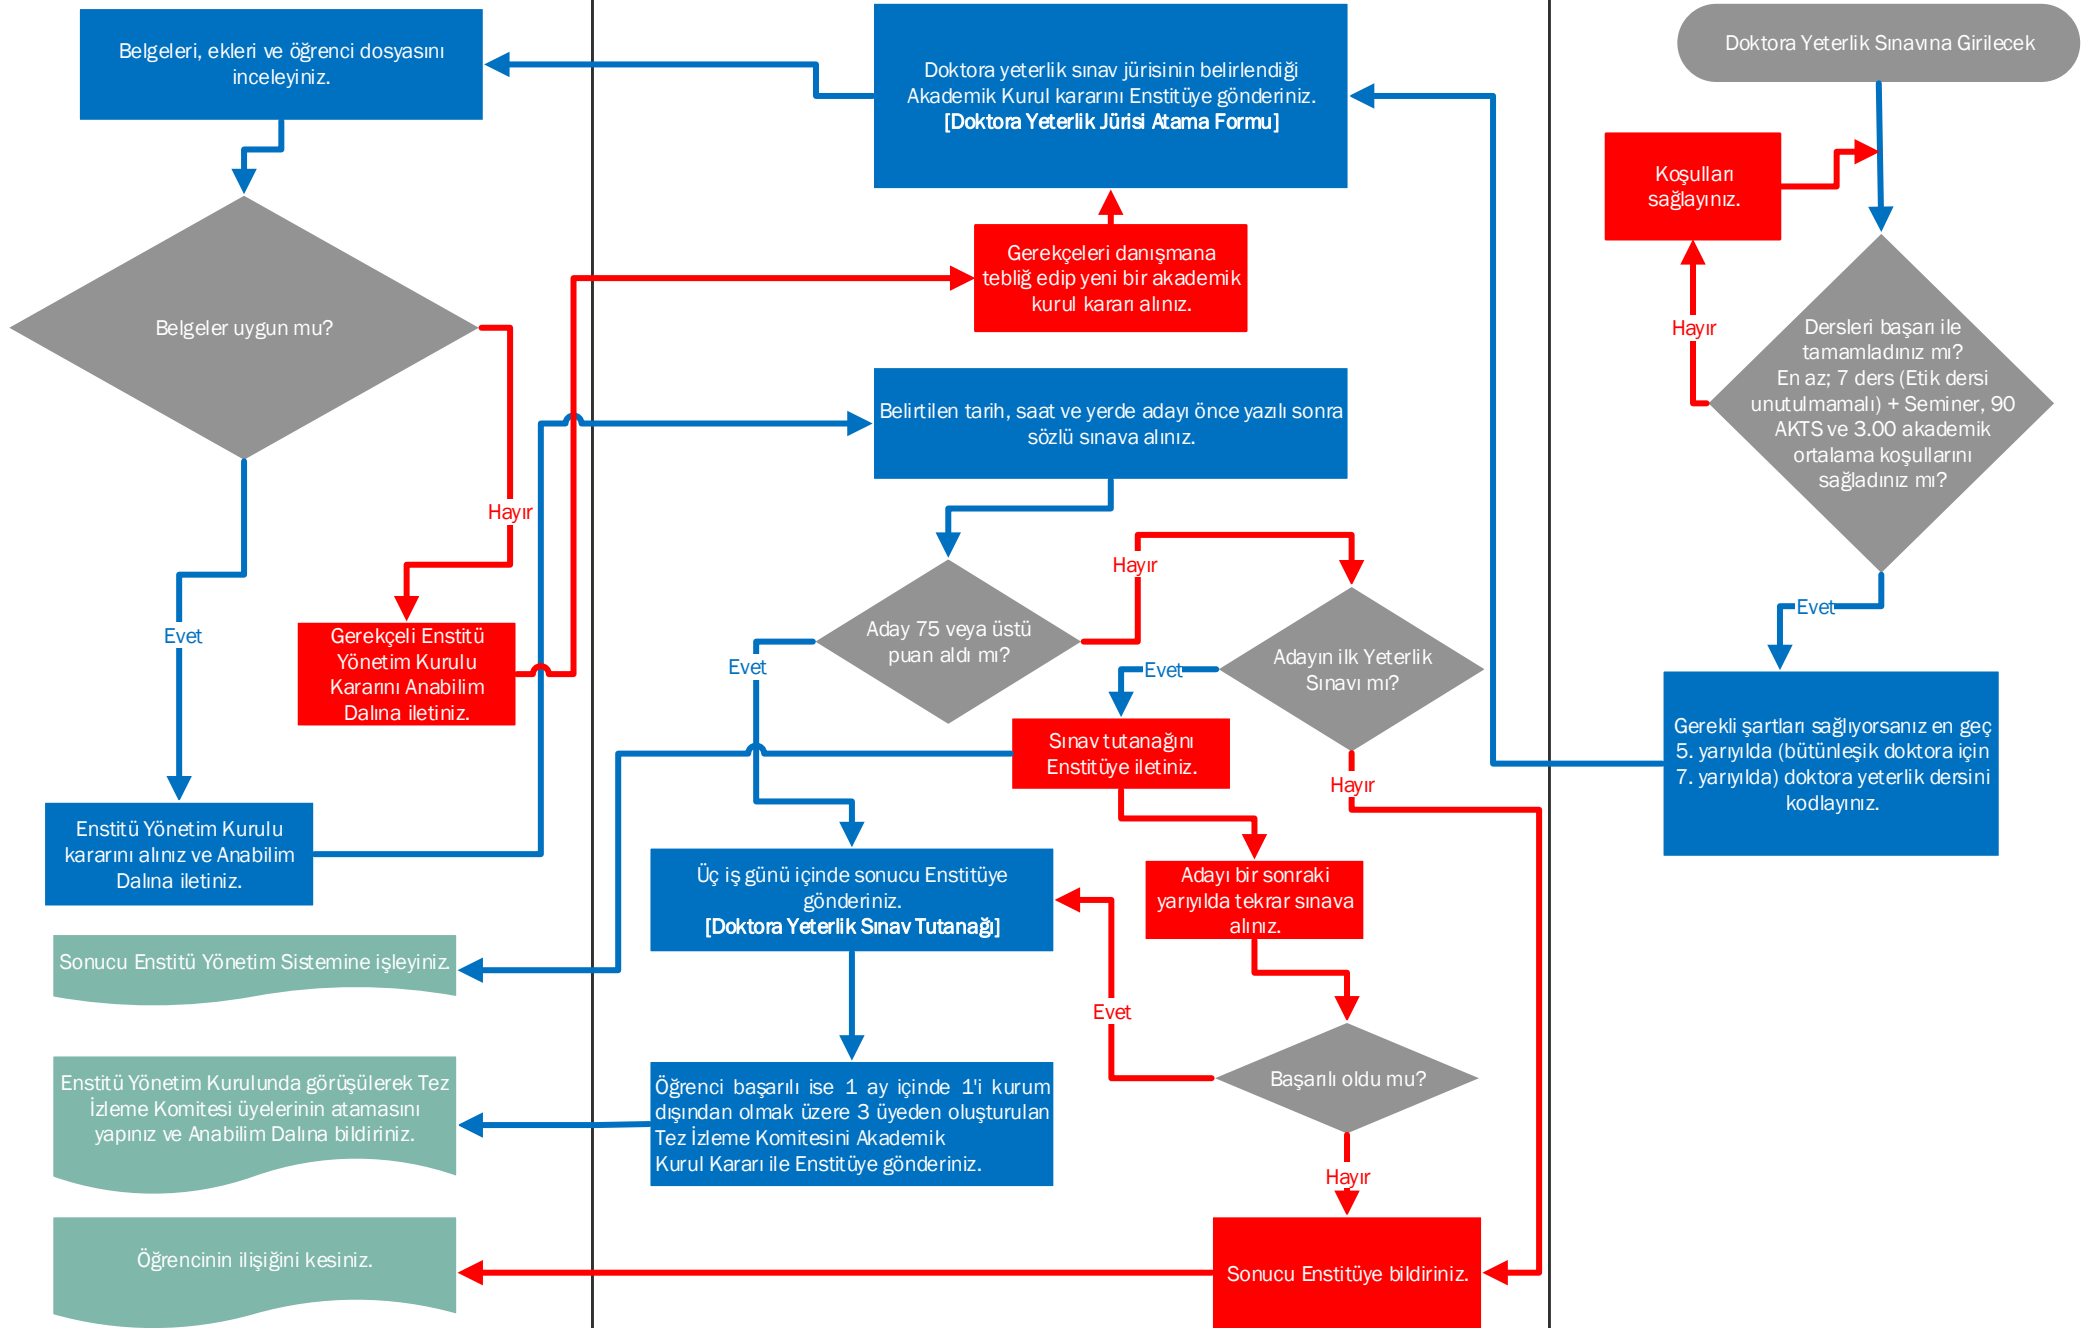 Belgeleri, ekleri ve öğrenci dosyasını
inceleyiniz.
Belgeler uygun mu?
Hayır
Evet
Gerekçeli Enstitü
Yönetim Kurulu
Kararını Anabilim
Dalına iletiniz.
Enstitü Yönetim Kurulu
kararını alınız ve Anabilim
Dalına iletiniz.
Sonucu Enstitü Yönetim Sistemine işleyiniz.
Enstitü Yönetim Kurulunda görüşülerek Tez
İzleme Komitesi üyelerinin atamasını
yapınız ve Anabilim Dalına bildiriniz.
Öğrencinin ilişiğini kesiniz.
Doktora yeterlik sınav jürisinin belirlendiği
Akademik Kurul kararını Enstitüye gönderiniz.
[Doktora Yeterlik Jürisi Atama Formu]
Gerekçeleri danışmana
tebliğ edip yeni bir akademik
kurul kararı alınız.
Belirtilen tarih, saat ve yerde adayı önce yazılı sonra
sözlü sınava alınız.
Aday 75 veya üstü
puan aldı mı?
Hayır
Evet
Adayın ilk Yeterlik
Sınavı mı?
Evet
Hayır
Sınav tutanağını
Enstitüye iletiniz.
Üç iş günü içinde sonucu Enstitüye
gönderiniz.
[Doktora Yeterlik Sınav Tutanağı]
Adayı bir sonraki
yarıyılda tekrar sınava
alınız.
Evet
Başarılı oldu mu?
Hayır
Öğrenci başarılı ise 1 ay içinde 1'i kurum
dışından olmak üzere 3 üyeden oluşturulan
Tez İzleme Komitesini Akademik
Kurul Kararı ile Enstitüye gönderiniz.
Sonucu Enstitüye bildiriniz.
Doktora Yeterlik Sınavına Girilecek
Koşulları
sağlayınız.
Hayır
Dersleri başarı ile
tamamladınız mı?
En az; 7 ders (Etik dersi
unutulmamalı) + Seminer, 90
AKTS ve 3.00 akademik
ortalama koşullarını
sağladınız mı?
Evet
Gerekli şartları sağlıyorsanız en geç
5. yarıyılda (bütünleşik doktora için
7. yarıyılda) doktora yeterlik dersini
kodlayınız.